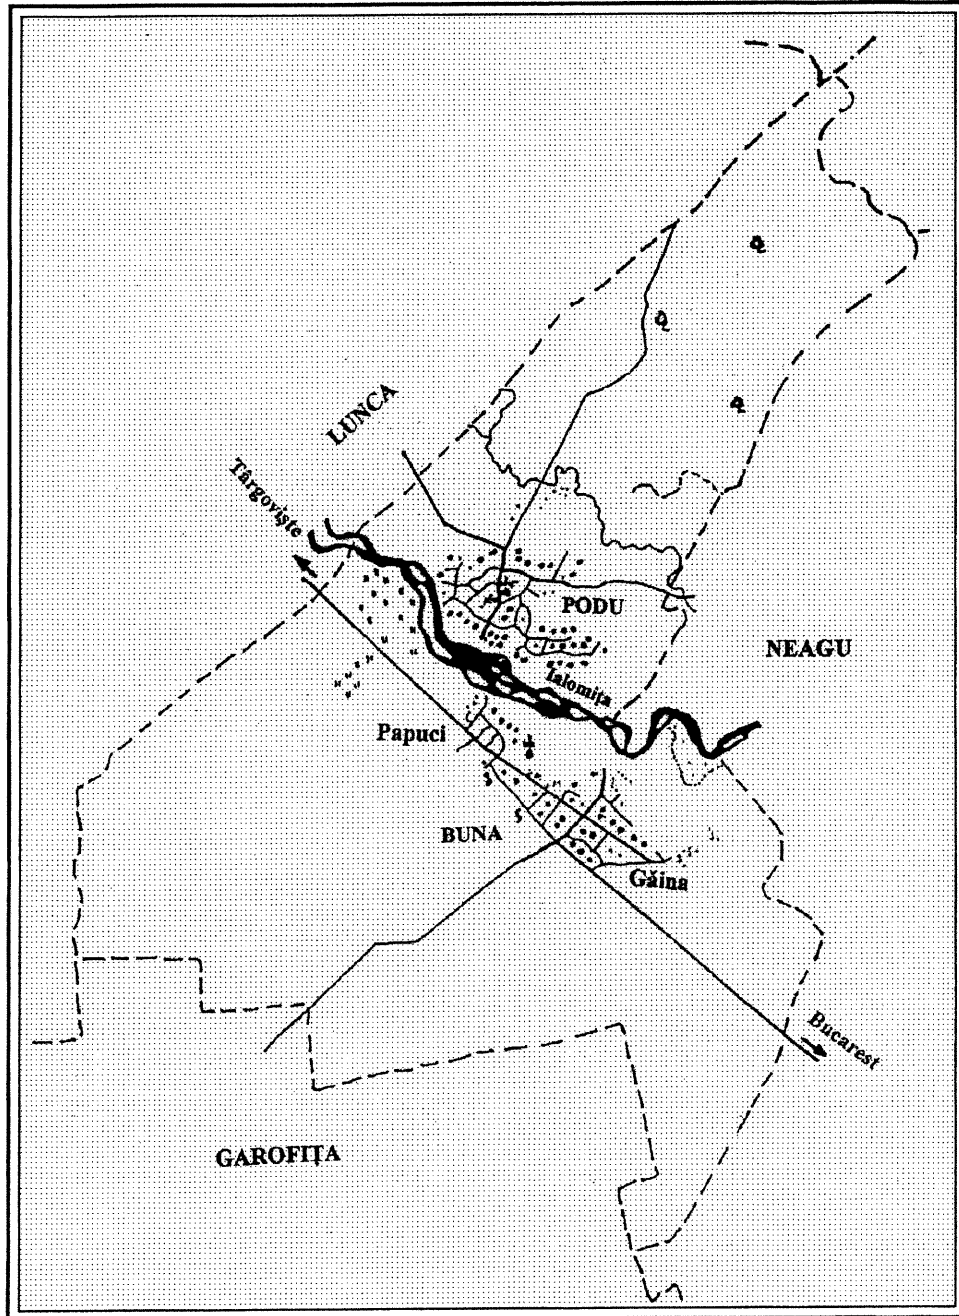 LUNCA
Târgoviște
PODU
NEAGU
Ialomița
Papuci
BUNA
Găina
Bucarest
GAROFIȚA